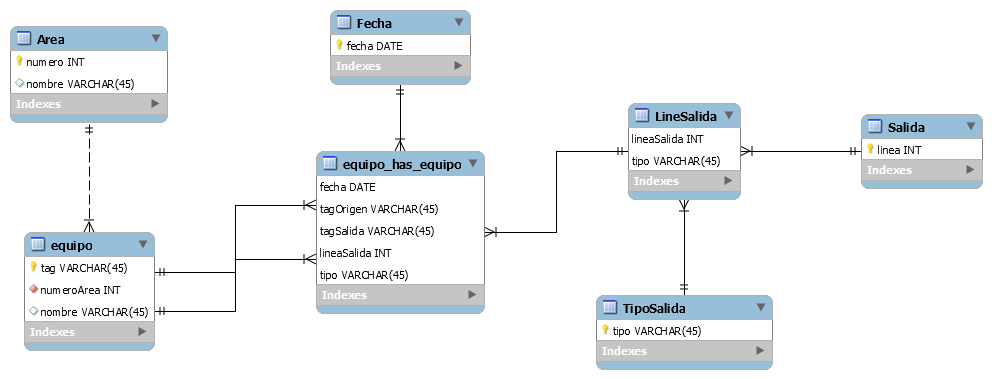 Area
numero INT
nombre VARCHAR(45)
Indexes
Fecha
fecha DATE
Indexes
equipo_has_equipo
fecha DATE
tagOrigen VARCHAR(45)
tagSalida VARCHAR(45)
lineaSalida INT
tipo VARCHAR(45)
Indexes
equipo
tag VARCHAR(45)
numeroArea INT
nombre VARCHAR(45)
Indexes
LineSalida
lineaSalida INT
tipo VARCHAR(45)
Indexes
Salida
linea INT
Indexes
TipoSalida
tipo VARCHAR(45)
Indexes